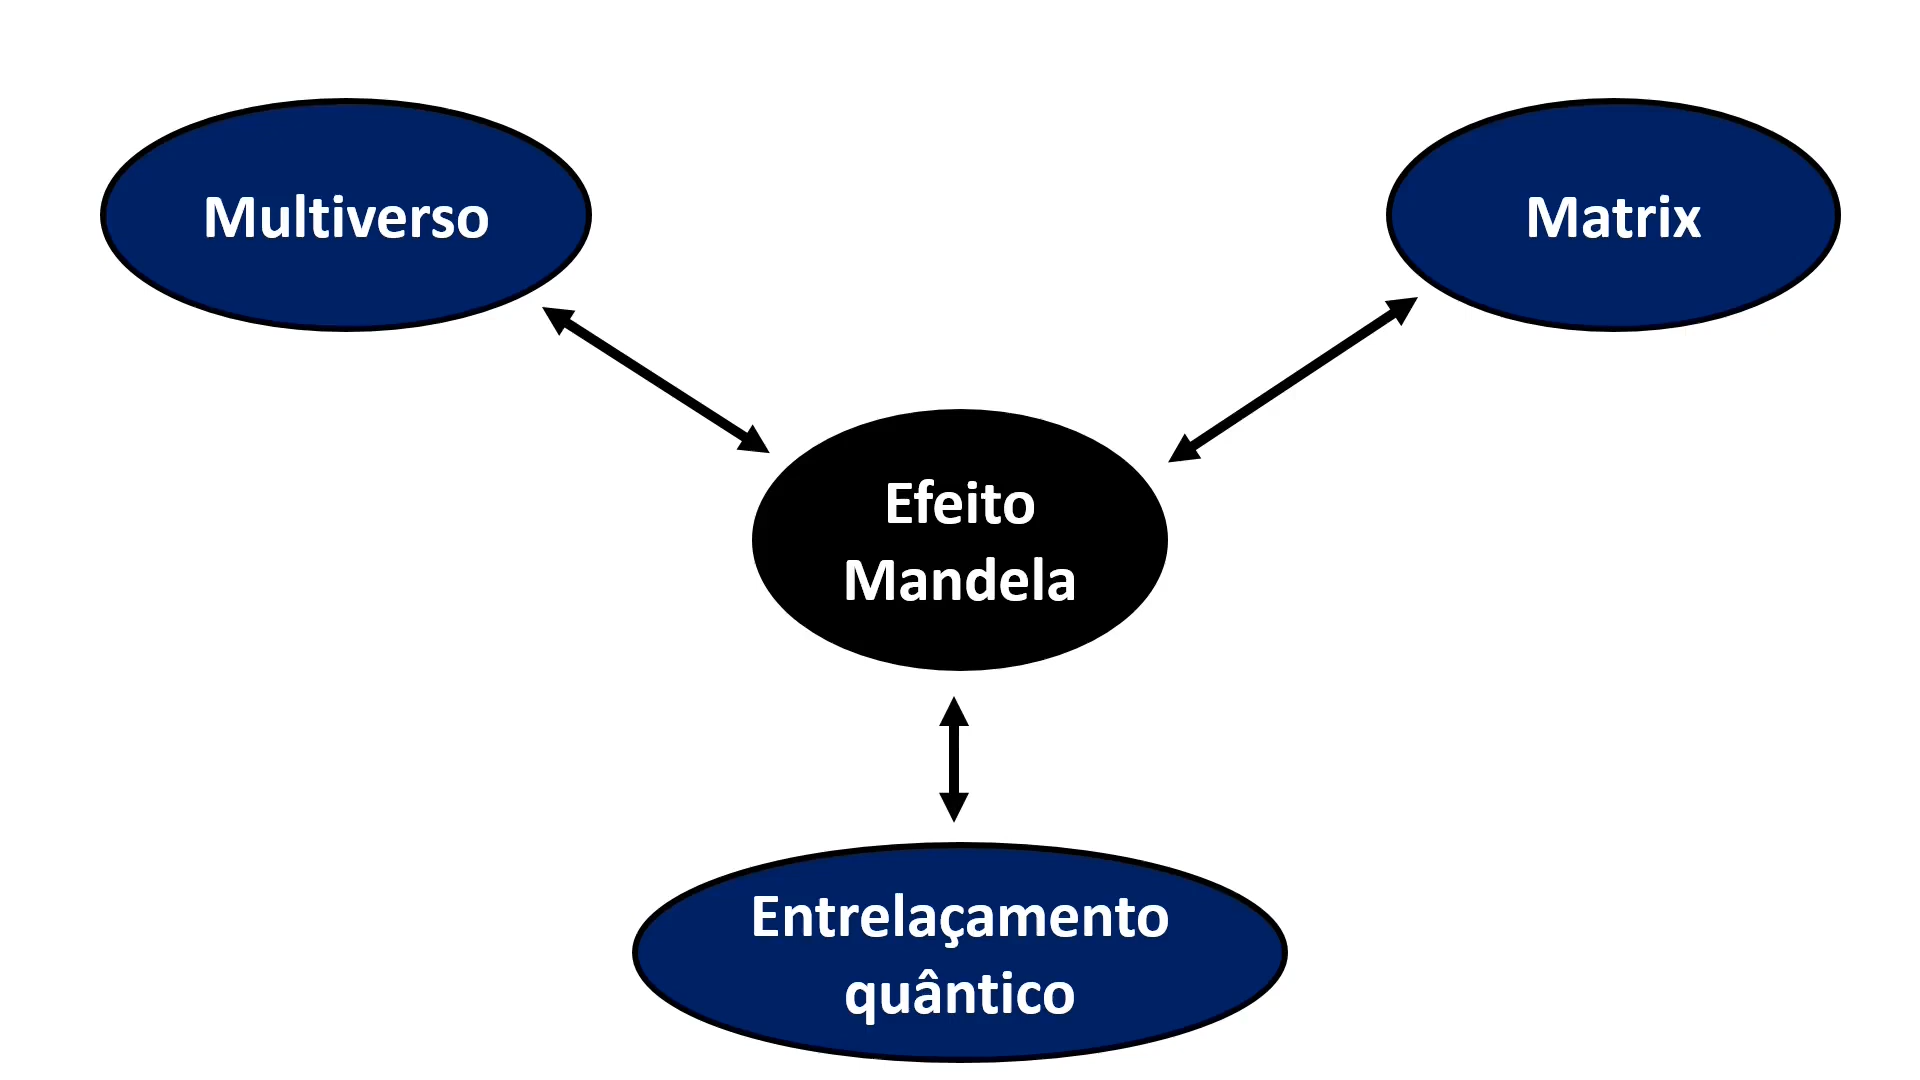 Multiverso
Matrix
Efeito
Mandela
Entrelaçamento
quântico